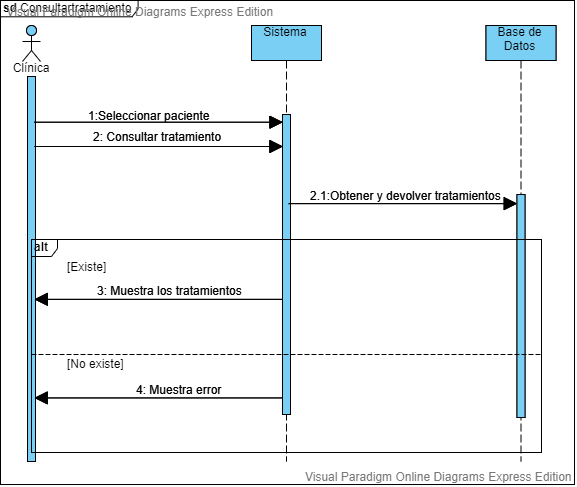 sd Consultartratamiento
Visual Paradigm Online Diagrams Express Edition
Clínica
Sistema
Base de
Datos
1:Seleccionar paciente
2: Consultar tratamiento
2.1:Obtener y devolver tratamientos
alt
[Existe]
3: Muestra los tratamientos
[No existe]
4: Muestra error
Visual Paradigm Online Diagrams Express Edition